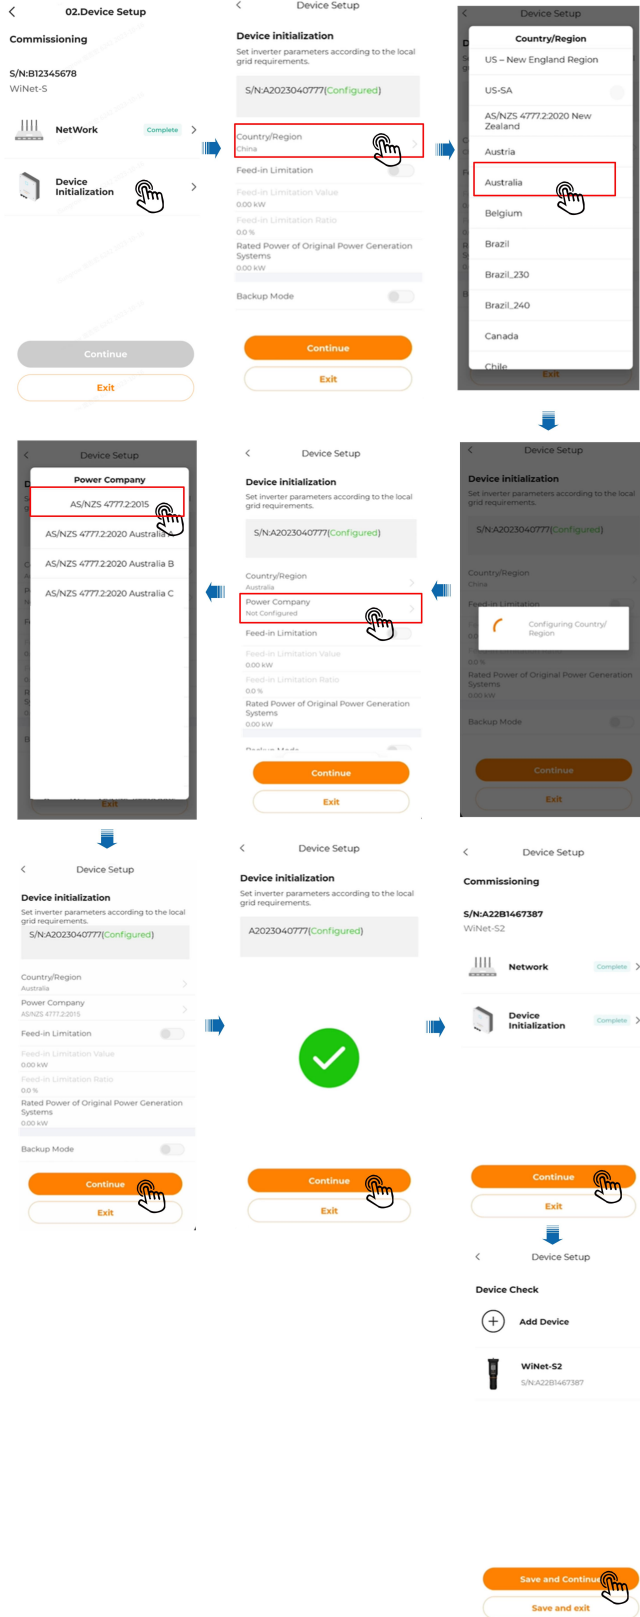 02.Device Setup
Commissioning
S/N:B12345678
WiNet-S
NetWork
Complete
Device
Initialization
Continue
Exit
Device Setup
Device initialization
Set inverter parameters according to the local
grid requirements.
S/N:A2023040777(Configured)
Country/Region
China
Feed-in Limitation
Feed-in Limitation Value
0.00 kW
Feed-in Limitation Ratio
0.0 %
Rated Power of Original Power Generation
Systems
0.00 kW
Backup Mode
Continue
Exit
Device Setup
Country/Region
US – New England Region
US-SA
AS/NZS 4777.2:2020 New
Zealand
Austria
Australia
Belgium
Brazil
Brazil_230
Brazil_240
Canada
Chile
Exit
Device Setup
Device initialization
Set inverter parameters according to the local
grid requirements.
S/N:A2023040777(Configured)
Country/Region
China
Feed-in Limitation
Configuring Country/
Region
0.0 %
Rated Power of Original Power Generation
Systems
0.00 kW
Backup Mode
Continue
Exit
Device Setup
Device initialization
Set inverter parameters according to the local
grid requirements.
S/N:A2023040777(Configured)
Country/Region
Australia
Power Company
Not Configured
Feed-in Limitation
Feed-in Limitation Value
0.00 kW
Feed-in Limitation Ratio
0.0 %
Rated Power of Original Power Generation
Systems
0.00 kW
Backup Mode
Continue
Exit
Device Setup
Power Company
AS/NZS 4777.2:2015
AS/NZS 4777.2:2020 Australia A
AS/NZS 4777.2:2020 Australia B
AS/NZS 4777.2:2020 Australia C
Exit
Device Setup
Device initialization
Set inverter parameters according to the local
grid requirements.
S/N:A2023040777(Configured)
Country/Region
Australia
Power Company
AS/NZS 4777.2:2015
Feed-in Limitation
Feed-in Limitation Value
0.00 kW
Feed-in Limitation Ratio
0.0 %
Rated Power of Original Power Generation
Systems
0.00 kW
Backup Mode
Continue
Exit
Device Setup
Device initialization
Set inverter parameters according to the local
grid requirements.
A2023040777(Configured)
Continue
Exit
Device Setup
Commissioning
S/N:A22B1467387
WiNet-S2
Network
Complete
Device
Initialization
Complete
Continue
Exit
Device Setup
Device Check
Add Device
WiNet-S2
S/N:A22B1467387
Save and Continue
Save and exit